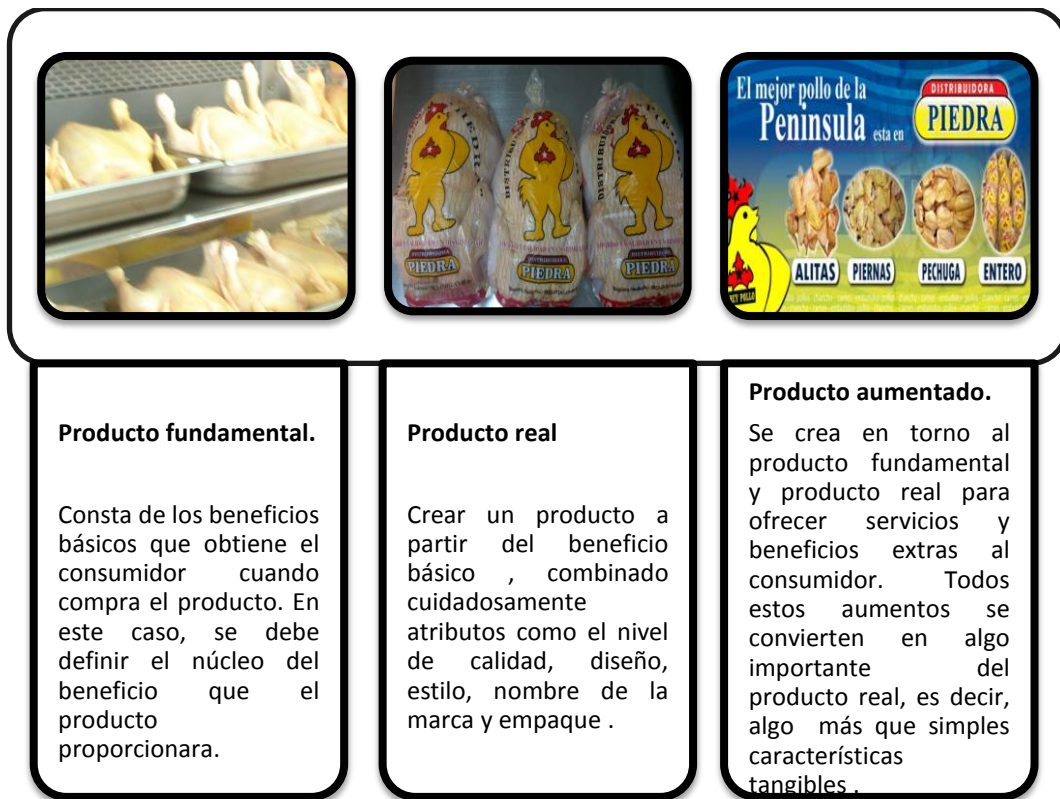 DISTRIBUIDORA
PIEDRA
DISTRIBUIDORA
PIEDRA
DISTRIBUIDORA
PIEDRA
El mejor pollo de la
Peninsula esta en
DISTRIBUIDORA
PIEDRA
ALITAS PIERNAS PECHUGA ENTERO
REY POLLO
Producto fundamental.
Consta de los beneficios
básicos que obtiene el
consumidor cuando
compra el producto. En
este caso, se debe
definir el núcleo del
beneficio que el
producto
proporcionara.
Producto real
Crear un producto a
partir del beneficio
básico , combinado
cuidadosamente
atributos como el nivel
de calidad, diseño,
estilo, nombre de la
marca y empaque .
Producto aumentado.
Se crea en torno al
producto fundamental
y producto real para
ofrecer servicios y
beneficios extras al
consumidor. Todos
estos aumentos se
convierten en algo
importante del
producto real, es decir,
algo más que simples
características
tangibles .